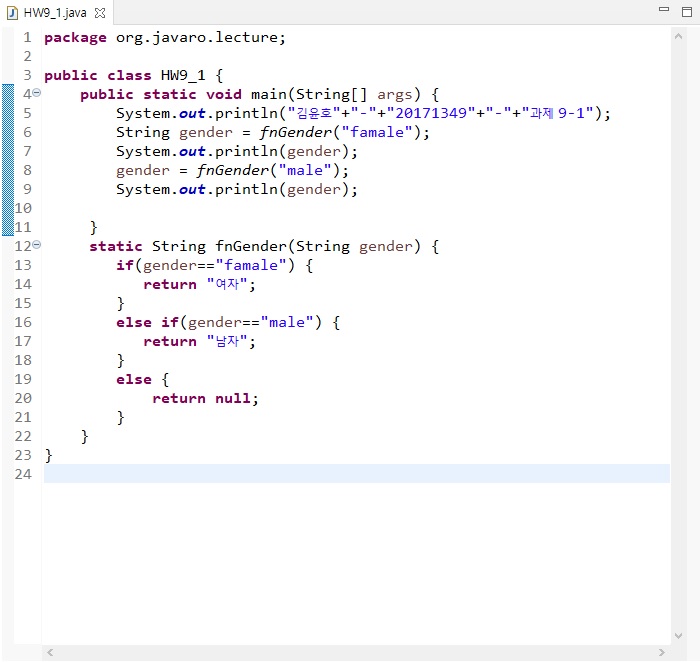 HW9_1.java
1 package org.javaro.lecture;
2
3 public class HW9_1 {
4 public static void main(String[] args) {
5 System.out.println("김윤호"+"-"+"20171349"+"-"+"과제 9-1");
6 String gender = fnGender("famale");
7 System.out.println(gender);
8 gender = fnGender("male");
9 System.out.println(gender);
10
11 }
12 static String fnGender(String gender) {
13 if(gender=="famale") {
14 return "여자";
15 }
16 else if(gender=="male") {
17 return "남자";
18 }
19 else {
20 return null;
21 }
22 }
23 }
24